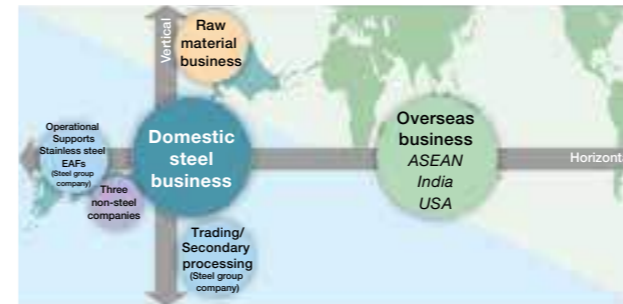 Vertical
Raw
material
business
Operational
Supports
Stainless steel
EAFs
(Steel group
company)
Three
non-steel
companies
Domestic
steel
business
Trading/
Secondary
processing
(Steel group
company)
Overseas
business
ASEAN
India
USA
Horizont